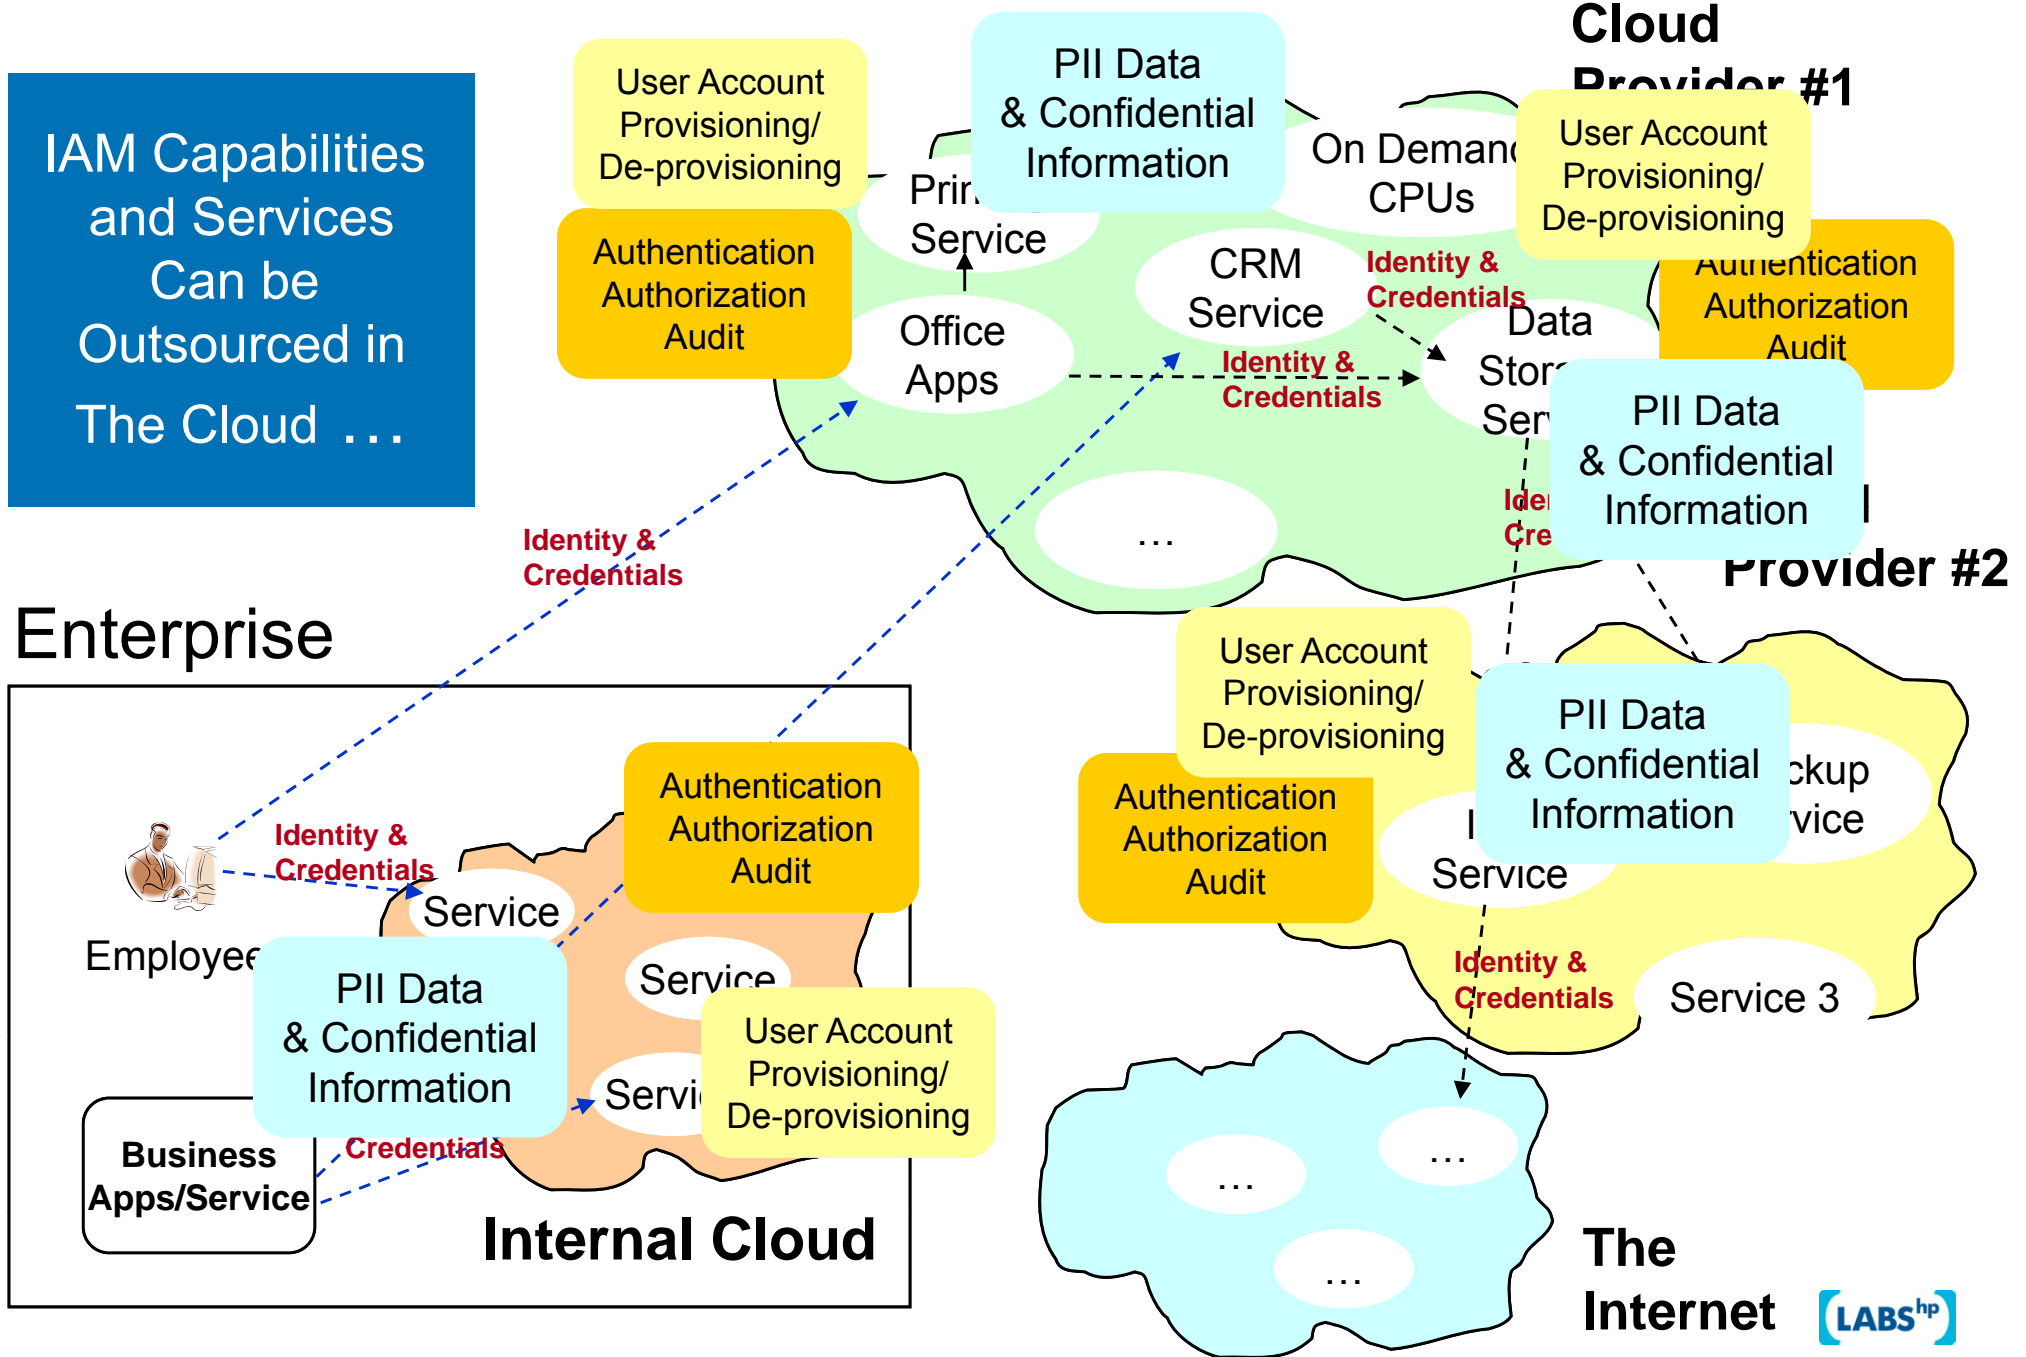 IAM Capabilities
and Services
Can be
Outsourced in
The Cloud ...
Cloud
Provider #1
User Account
Provisioning/
De-provisioning
PII Data
& Confidential
Information
On Demand
CPUs
User Account
Provisioning/
De-provisioning
Authentication
Authorization
Audit
Service
CRM
Service
Identity &
Credentials
Authentication
Authorization
Audit
Office
Apps
Identity &
Credentials
Data
PII Data
& Confidential
Information
...
Provider #2
Identity &
Credentials
Enterprise
User Account
Provisioning/
De-provisioning
PII Data
& Confidential
Information
Authentication
Authorization
Audit
Service
Identity &
Credentials
Service 3
Authentication
Authorization
Audit
Identity &
Credentials
Employee
Service
Service
PII Data
& Confidential
Information
User Account
Provisioning/
De-provisioning
Credentials
Business
Apps/Service
Internal Cloud
...
...
...
The
Internet
LABS hp